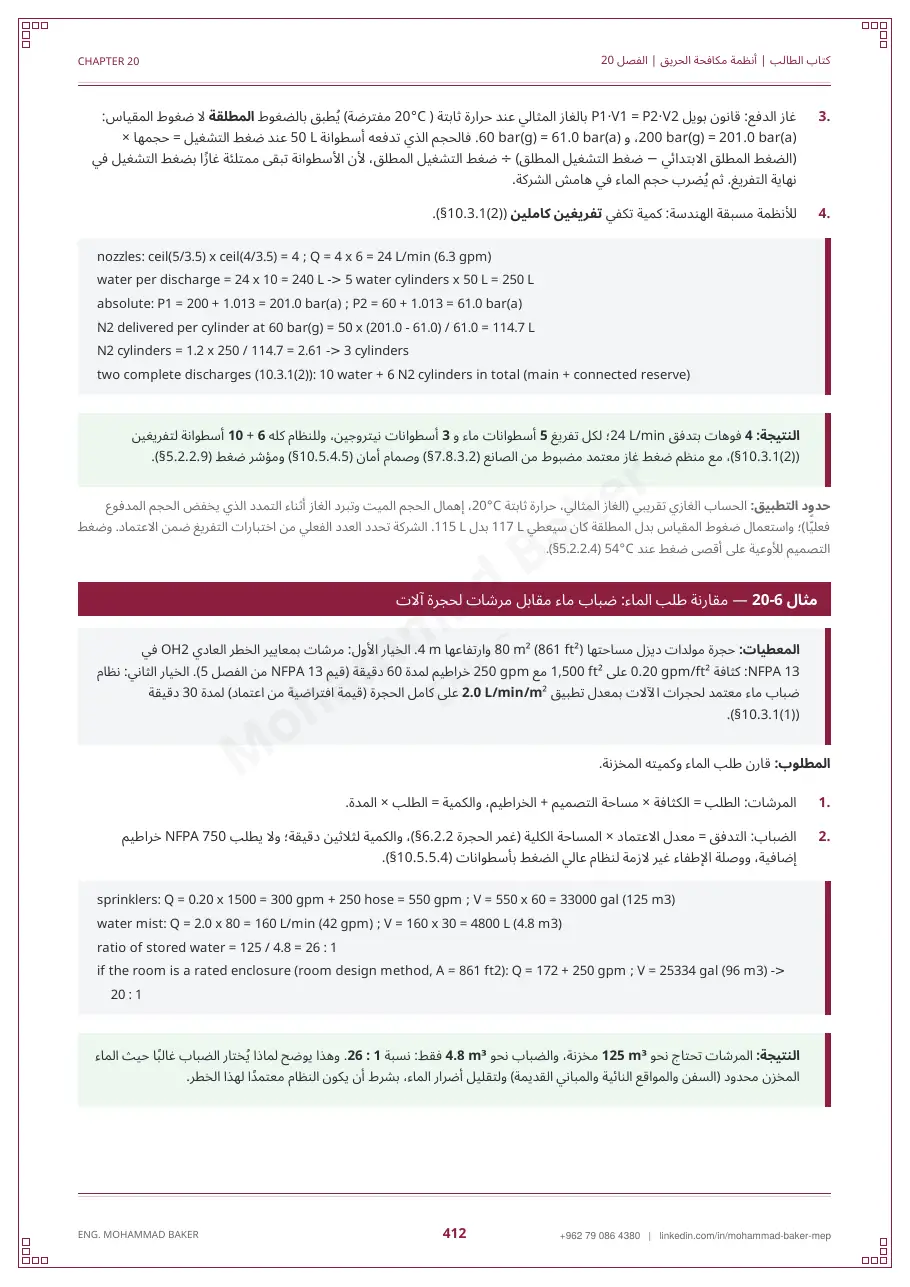 كتاب الطالب | أنظمة مكافحة الحريق | الفصل 20
CHAPTER 20
3. غاز الدفع: قانون بويل P1·V1 = P2·V2 بالغاز المثالي عند حرارة ثابتة ( 20°C مفترضة) يُطبق بالضغوط المطلقة لا ضغوط المقياس:
200 bar(g) = 201.0 bar(a)، و 60 bar(g) = 61.0 bar(a). فالحجم الذي تدفعه أسطوانة 50 L عند ضغط التشغيل = حجمها ×
(الضغط المطلق الابتدائي − ضغط التشغيل المطلق) ÷ ضغط التشغيل المطلق، لأن الأسطوانة تبقى ممتلئة غازًا بضغط التشغيل في
نهاية التفريغ. ثم يُضرب حجم الماء في هامش الشركة.
4. للأنظمة مسبقة الهندسة: كمية تكفي تفريغين كاملين (§10.3.1(2)).
nozzles: ceil(5/3.5) x ceil(4/3.5) = 4 ; Q = 4 x 6 = 24 L/min (6.3 gpm)
water per discharge = 24 x 10 = 240 L -> 5 water cylinders x 50 L = 250 L
absolute: P1 = 200 + 1.013 = 201.0 bar(a) ; P2 = 60 + 1.013 = 61.0 bar(a)
N2 delivered per cylinder at 60 bar(g) = 50 x (201.0 - 61.0) / 61.0 = 114.7 L
N2 cylinders = 1.2 x 250 / 114.7 = 2.61 -> 3 cylinders
two complete discharges (10.3.1(2)): 10 water + 6 N2 cylinders in total (main + connected reserve)
النتيجة: 4 فوهات بتدفق 24 L/min؛ لكل تفريغ 5 أسطوانات ماء و 3 أسطوانات نيتروجين، وللنظام كله 6 + 10 أسطوانة لتفريغين
(§10.3.1(2))، مع منظم ضغط غاز معتمد مضبوط من الصانع (§7.8.3.2) وصمام أمان (§10.5.4.5) ومؤشر ضغط (§5.2.2.9).
حدود التطبيق: الحساب الغازي تقريبي (الغاز المثالي، حرارة ثابتة 20°C، إهمال الحجم الميت وتبرد الغاز أثناء التمدد الذي يخفض الحجم المدفوع
فعليًا)؛ واستعمال ضغوط المقياس بدل المطلقة كان سيعطي 117 L بدل 115 L. الشركة تحدد العدد الفعلي من اختبارات التفريغ ضمن الاعتماد. وضغط
التصميم للأوعية على أقصى ضغط عند 54°C (§5.2.2.4).
مثال 6-20 — مقارنة طلب الماء: ضباب ماء مقابل مرشات لحجرة آلات
المعطيات: حجرة مولدات ديزل مساحتها 80 m² (861 ft²) وارتفاعها 4 m. الخيار الأول: مرشات بمعايير الخطر العادي OH2 في
NFPA 13: كثافة 0.20 gpm/ft² على 1,500 ft² مع 250 gpm خراطيم لمدة 60 دقيقة (قيم NFPA 13 من الفصل 5). الخيار الثاني: نظام
ضباب ماء معتمد لحجرات الآلات بمعدل تطبيق 2.0 L/min/m² على كامل الحجرة (قيمة افتراضية من اعتماد) لمدة 30 دقيقة
(§10.3.1(1)).
المطلوب: قارن طلب الماء وكميته المخزنة.
1. المرشات: الطلب = الكثافة × مساحة التصميم + الخراطيم، والكمية = الطلب × المدة.
2. الضباب: التدفق = معدل الاعتماد × المساحة الكلية (غمر الحجرة §6.2.2)، والكمية لثلاثين دقيقة؛ ولا يطلب NFPA 750 خراطيم
إضافية، ووصلة الإطفاء غير لازمة لنظام عالي الضغط بأسطوانات (§10.5.5.4).
sprinklers: Q = 0.20 x 1500 = 300 gpm + 250 hose = 550 gpm ; V = 550 x 60 = 33000 gal (125 m3)
water mist: Q = 2.0 x 80 = 160 L/min (42 gpm) ; V = 160 x 30 = 4800 L (4.8 m3)
ratio of stored water = 125 / 4.8 = 26 : 1
if the room is a rated enclosure (room design method, A = 861 ft2): Q = 172 + 250 gpm ; V = 25334 gal (96 m3) ->
20 : 1
النتيجة: المرشات تحتاج نحو 125 m³ مخزنة، والضباب نحو 4.8 m³ فقط: نسبة 1 : 26. وهذا يوضح لماذا يُختار الضباب غالبًا حيث الماء
المخزن محدود (السفن والمواقع النائية والمباني القديمة) ولتقليل أضرار الماء، بشرط أن يكون النظام معتمدًا لهذا الخطر.
ENG. MOHAMMAD BAKER
412
+962 79 086 4380 | linkedin.com/in/mohammad-baker-mep